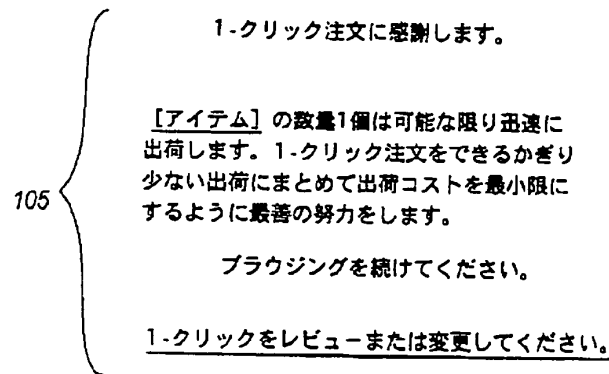 1-クリック注文に感謝します。
[アイテム] の数量1個は可能な限り迅速に
出荷します。1-クリック注文をできるかぎり
少ない出荷にまとめて出荷コストを最小限に
するように最善の努力をします。
105
ブラウジングを続けてください。
1-クリックをレビューまたは変更してください。